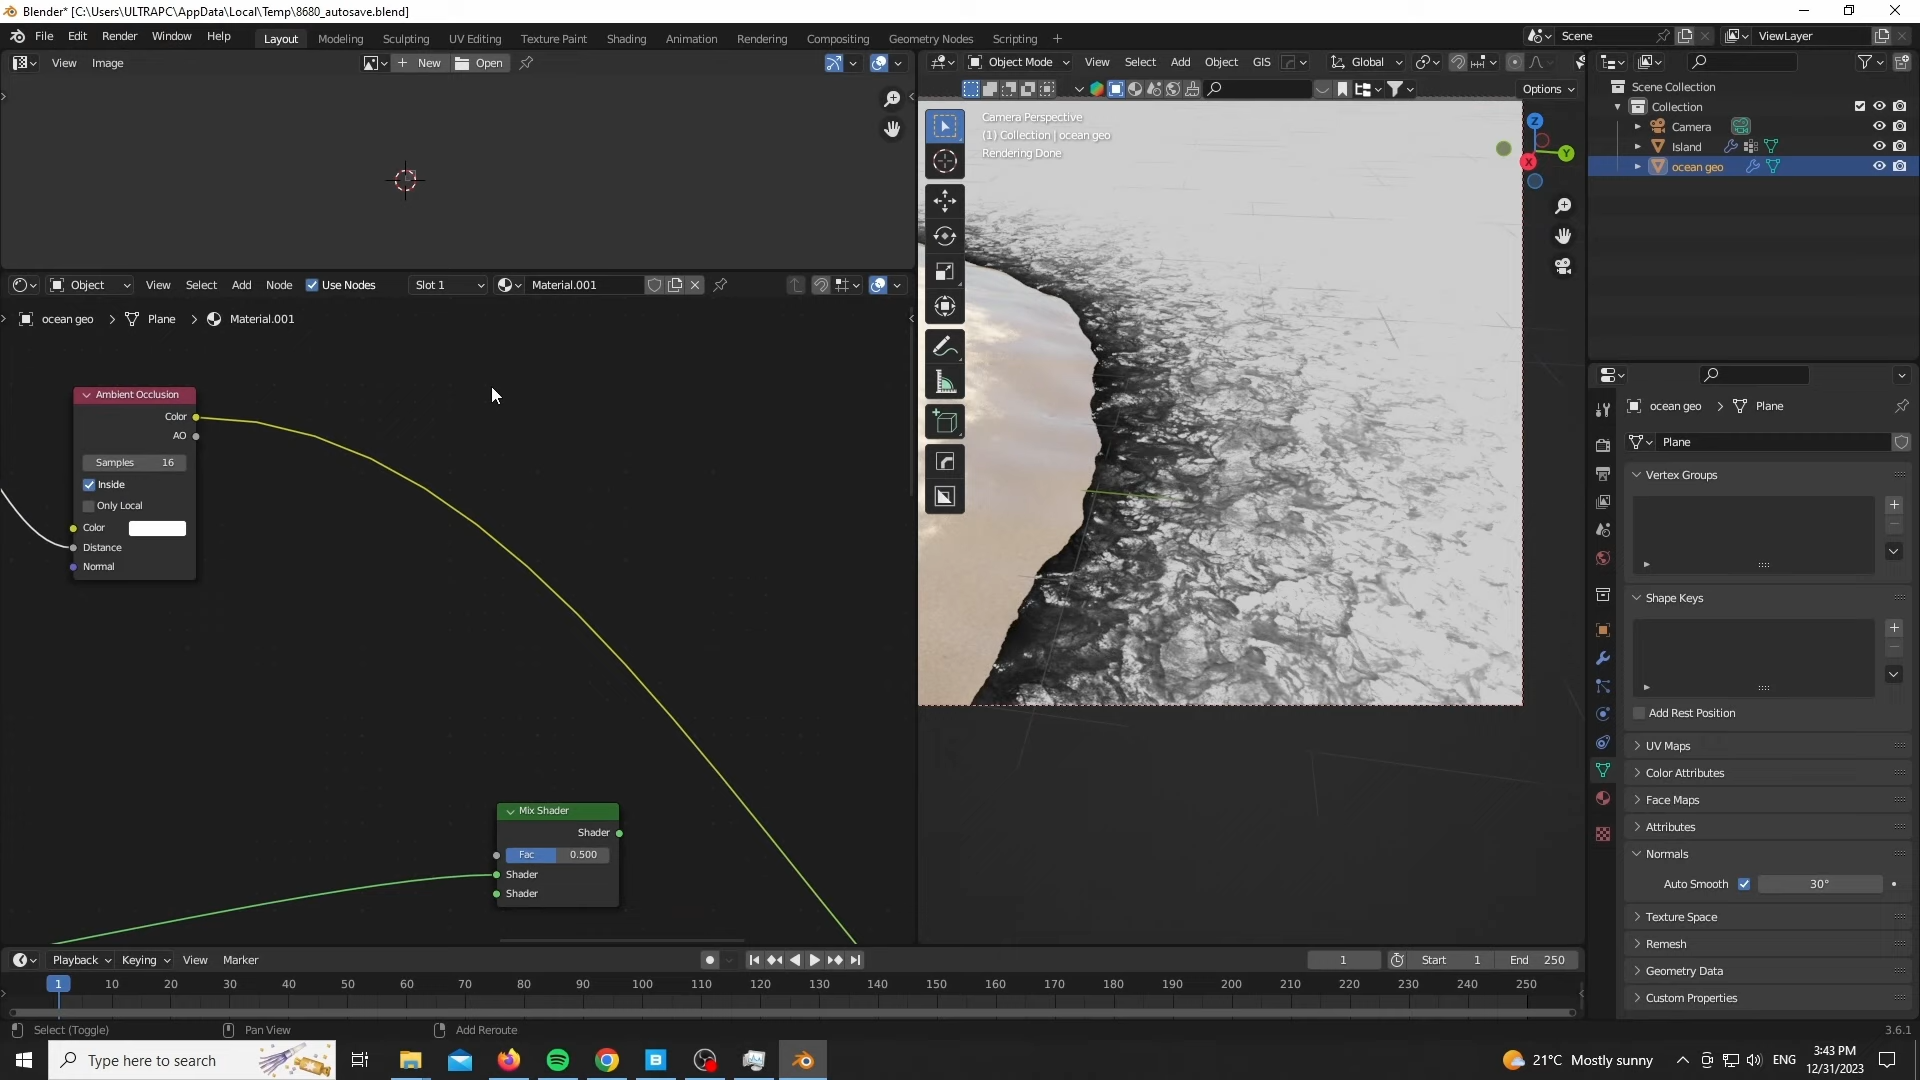 Blender* [C:\Users\ULTRAPC\AppData\Local\Temp\8680_autosave.blend]
File Edit Render Window Help Layout Modeling Sculpting UV Editing Texture Paint Shading Animation Rendering Compositing Geometry Nodes Scripting + Scene ViewLayer
View Image + New Open Object Mode View Select Add Object GIS Global
Options
Object View Select Add Node Use Nodes Slot 1 Material.001
ocean geo > Plane > Material.001
Ambient Occlusion
Color
AO
Samples 16
Inside
Only Local
Color
Distance
Normal
Mix Shader
Shader
Fac 0.500
Shader
Shader
Camera Perspective
(1) Collection | ocean geo
Rendering Done
Z
Y
X
Scene Collection
Collection
Camera
Island
ocean geo
ocean geo > Plane
Plane
Vertex Groups
Shape Keys
Add Rest Position
UV Maps
Color Attributes
Face Maps
Attributes
Normals
Auto Smooth 30°
Texture Space
Remesh
Geometry Data
Custom Properties
Playback Keying View Marker 1 Start 1 End 250
1 10 20 30 40 50 60 70 80 90 100 110 120 130 140 150 160 170 180 190 200 210 220 230 240 250
Select (Toggle) Pan View Add Reroute 3.6.1
Type here to search 21°C Mostly sunny ENG 3:43 PM
12/31/2023